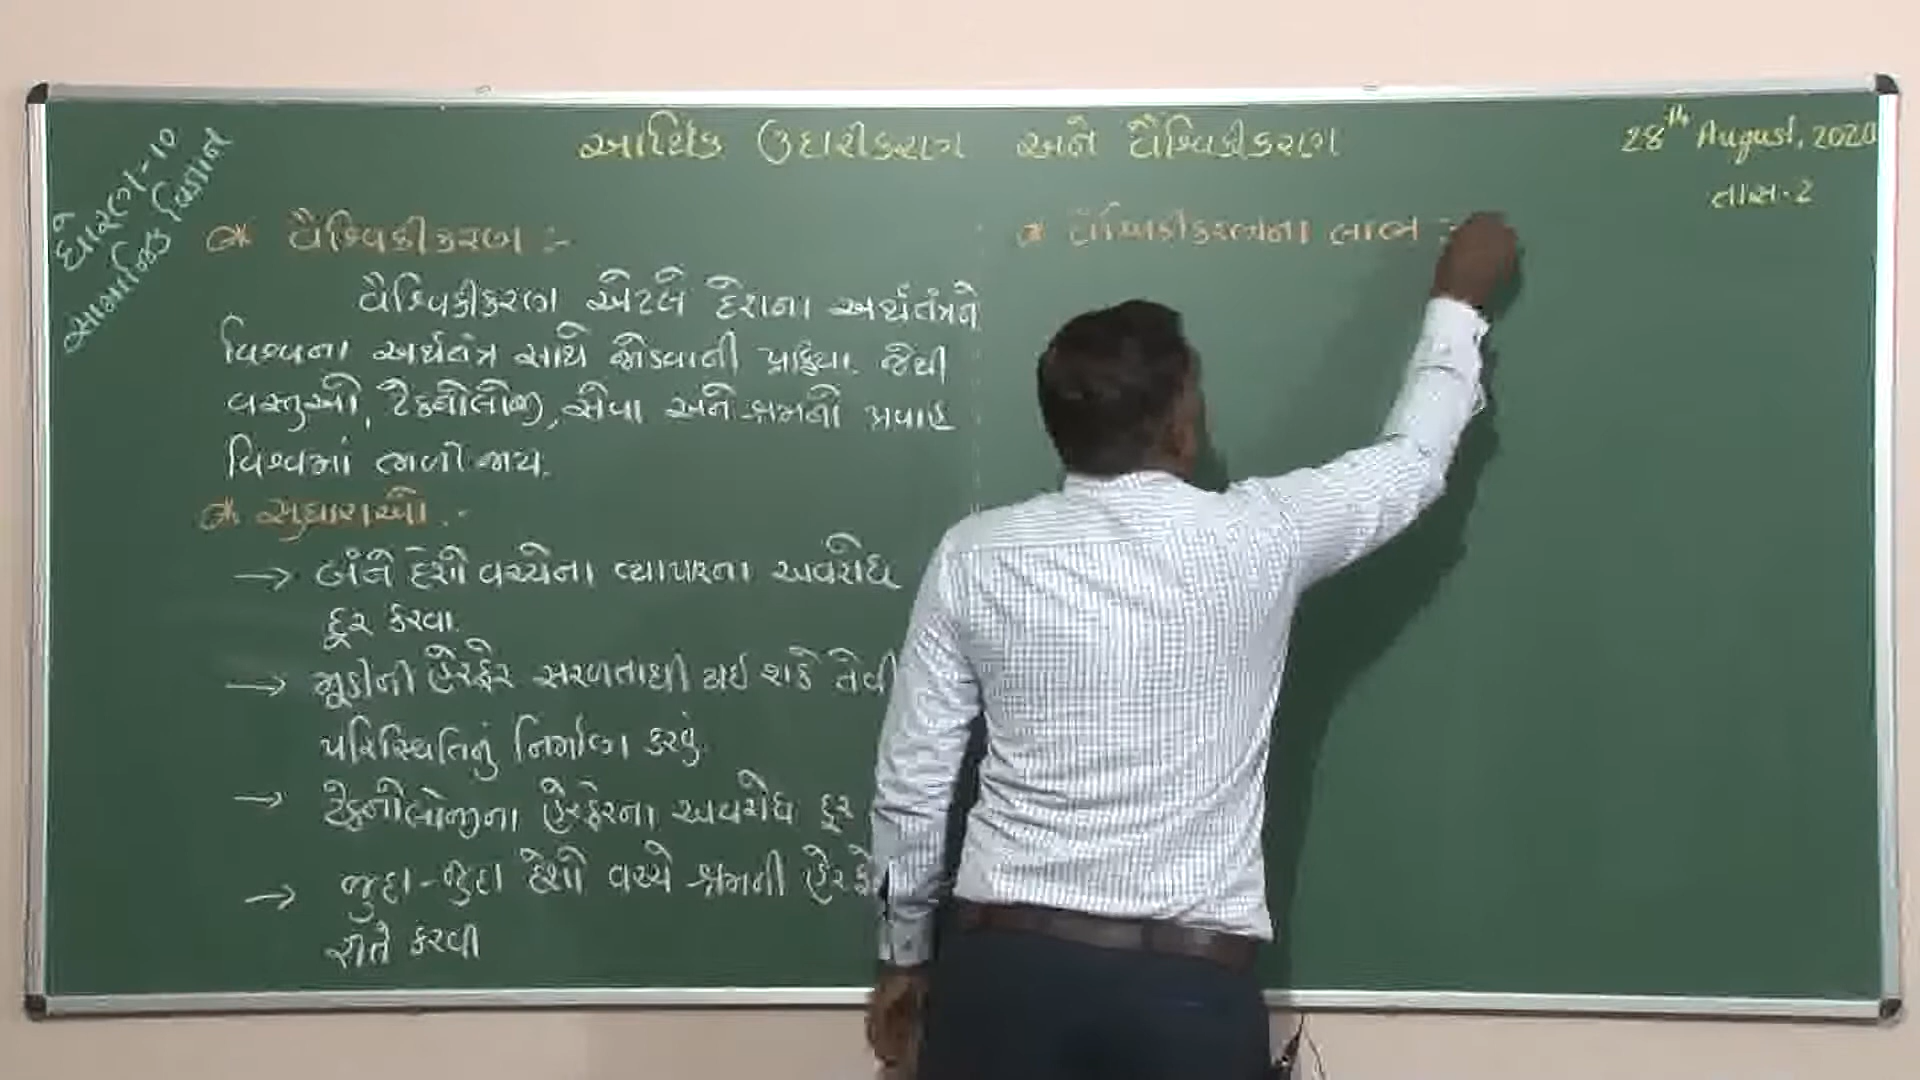 ધોરણ-10
સામાજિક વિજ્ઞાન
આર્થિક ઉદારીકરણ અને વૈશ્વિકીકરણ
28th August, 2020
તાસ-2
* વૈશ્વિકીકરણ :-
વૈશ્વિકીકરણ એટલે દેશના અર્થતંત્રને
વિશ્વના અર્થતંત્ર સાથે જોડવાની પ્રક્રિયા. જેથી
વસ્તુઓ, ટેકનોલોજી, સેવા અને શ્રમનો પ્રવાહ
વિશ્વમાં ભળી જાય.
* સુધારાઓ :-
→ બંને દેશો વચ્ચેના વ્યાપારના અવરોધ
દૂર કરવા.
→ મૂડીની હેરફેર સરળતાથી થઈ શકે તેવી
પરિસ્થિતિનું નિર્માણ કરવું.
→ ટેકનોલોજીના હેરફેરના અવરોધ દૂર
→ જુદા-જુદા દેશો વચ્ચે શ્રમની
રીતે કરવી
* વૈશ્વિકીકરણના લાભ :-